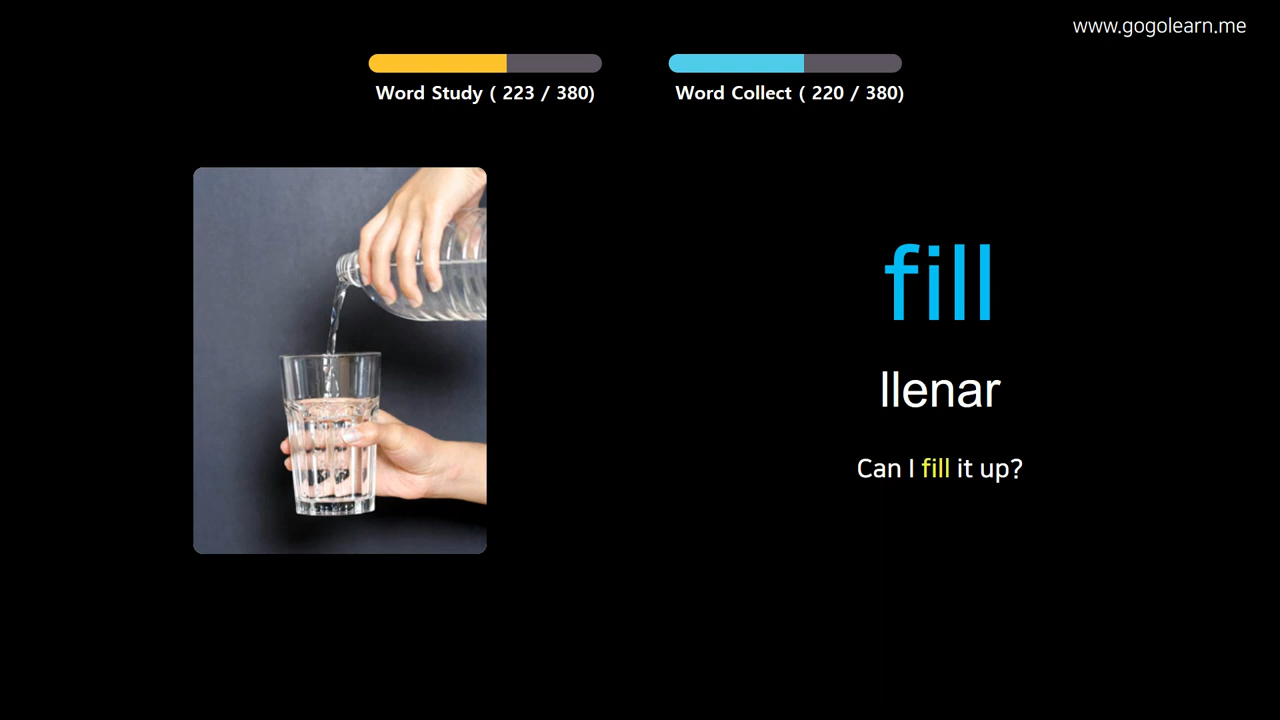 www.gogolearn.me
Word Study ( 223 / 380)
Word Collect ( 220 / 380)
fill
llenar
Can I fill it up?